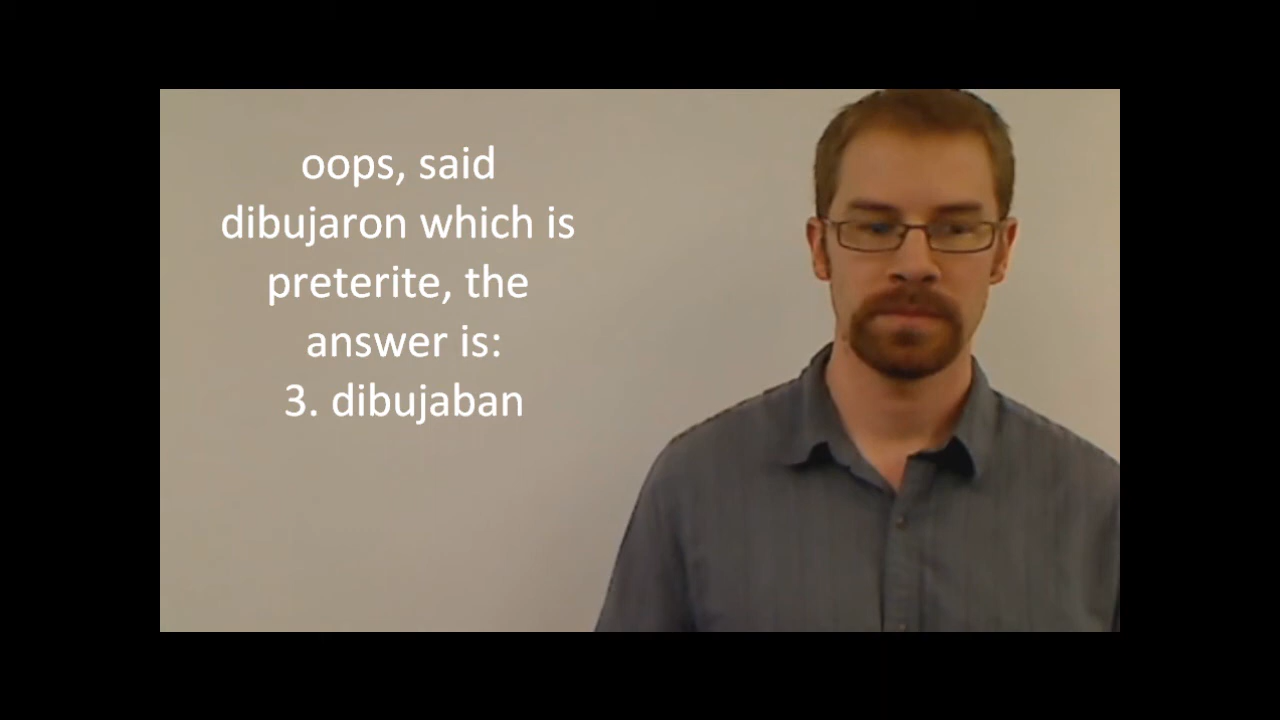 oops, said
dibujaron which is
preterite, the
answer is:
3. dibujaban